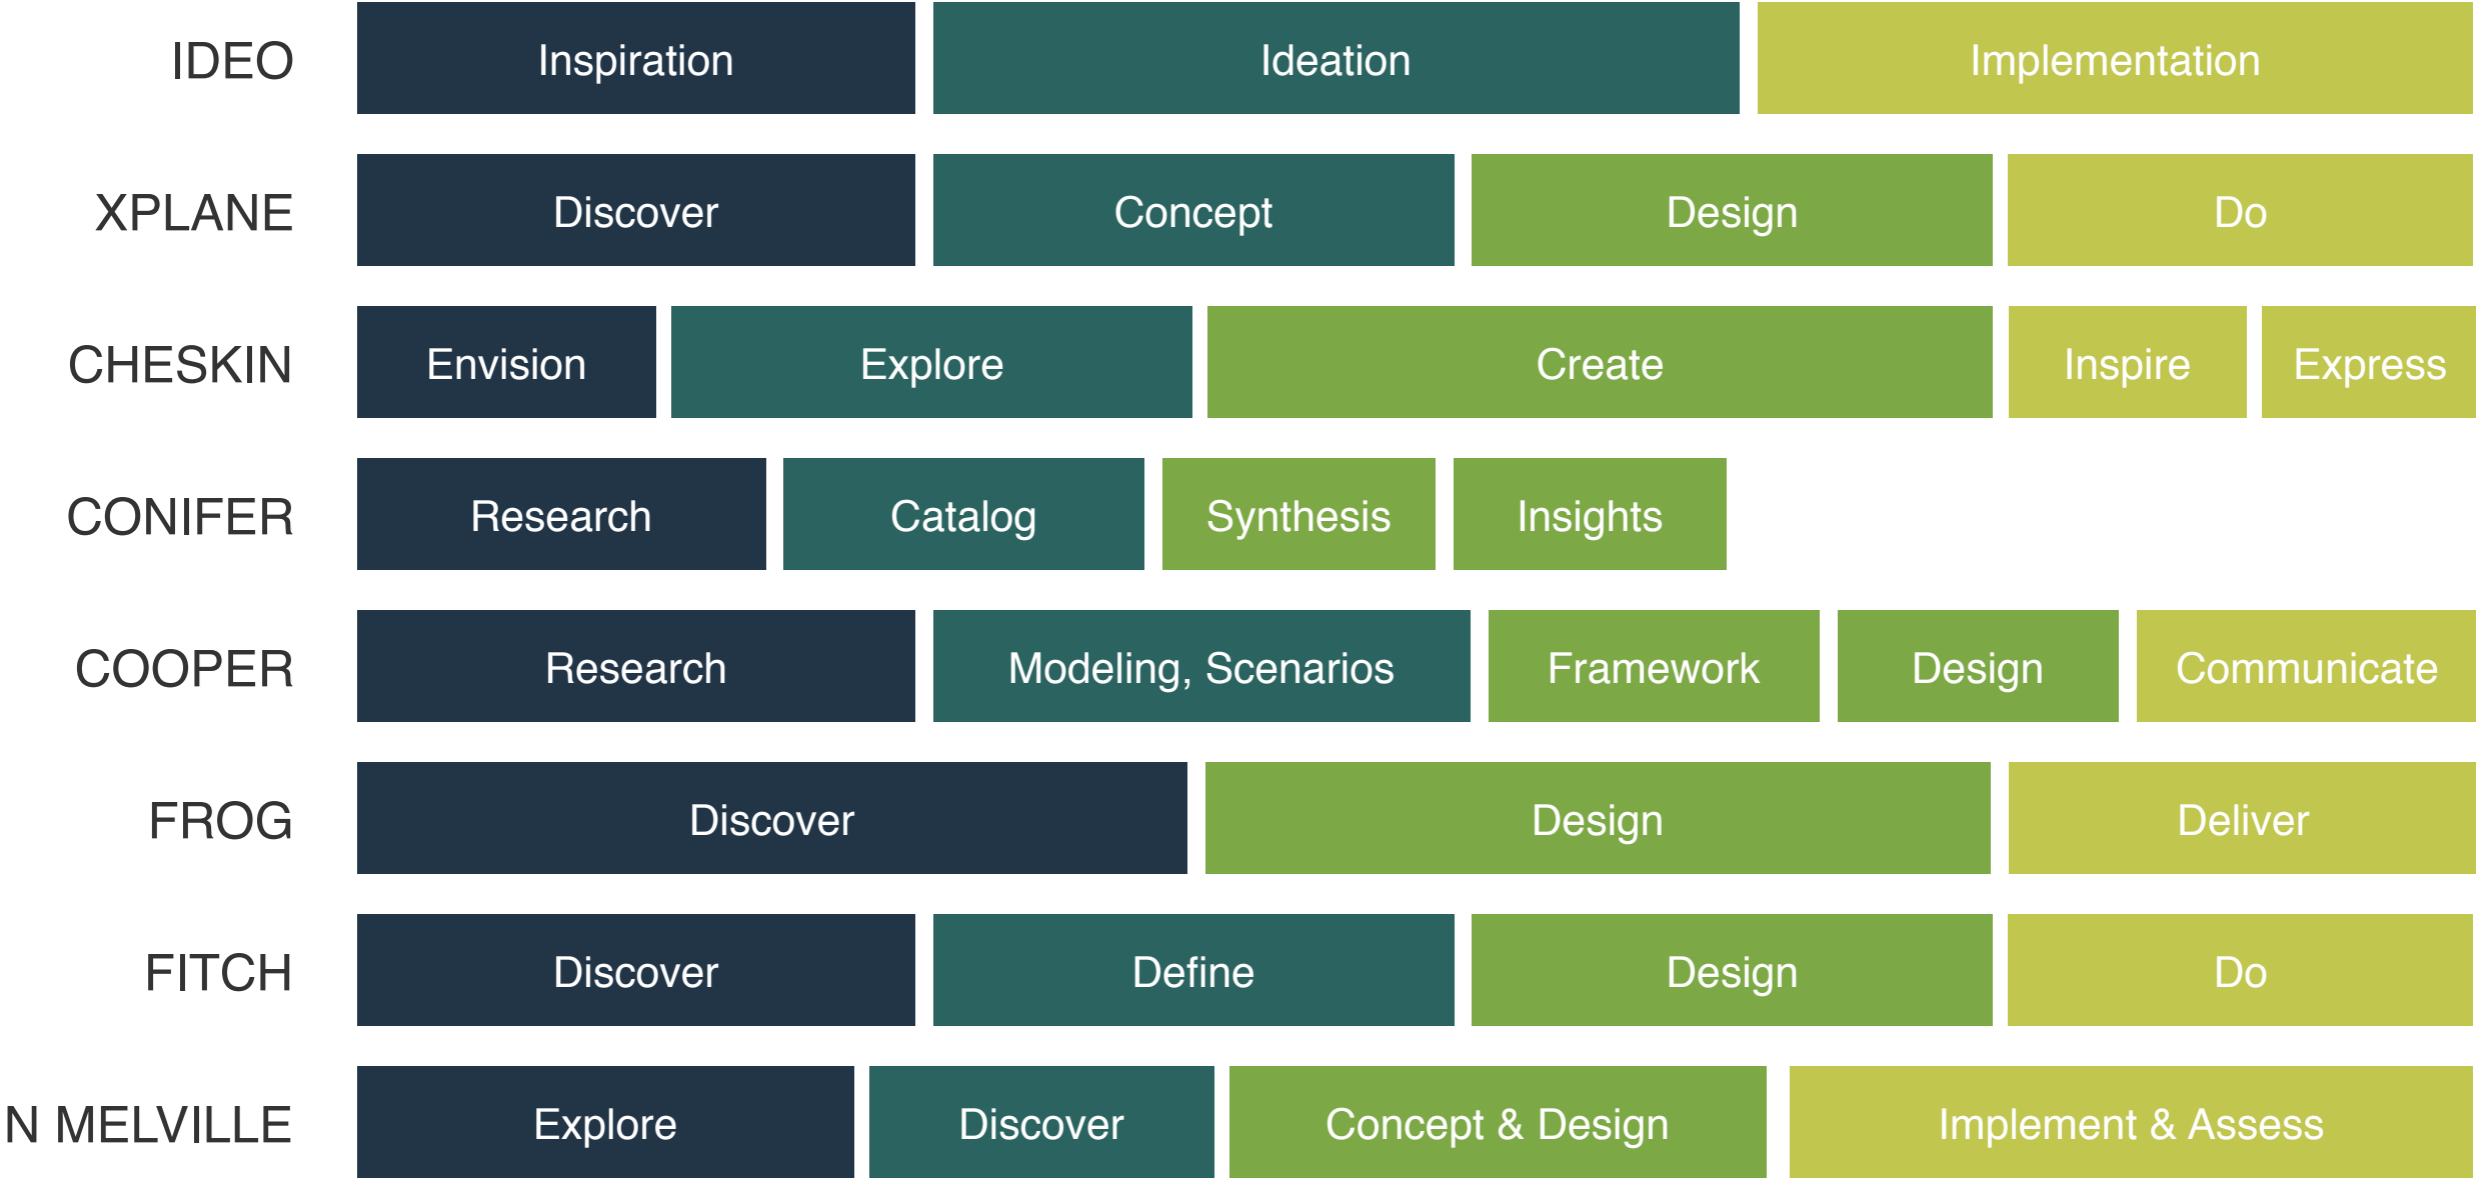 IDEO Inspiration Ideation Implementation
XPLANE Discover Concept Design Do
CHESKIN Envision Explore Create Inspire Express
CONIFER Research Catalog Synthesis Insights
COOPER Research Modeling, Scenarios Framework Design Communicate
FROG Discover Design Deliver
FITCH Discover Define Design Do
N MELVILLE Explore Discover Concept & Design Implement & Assess